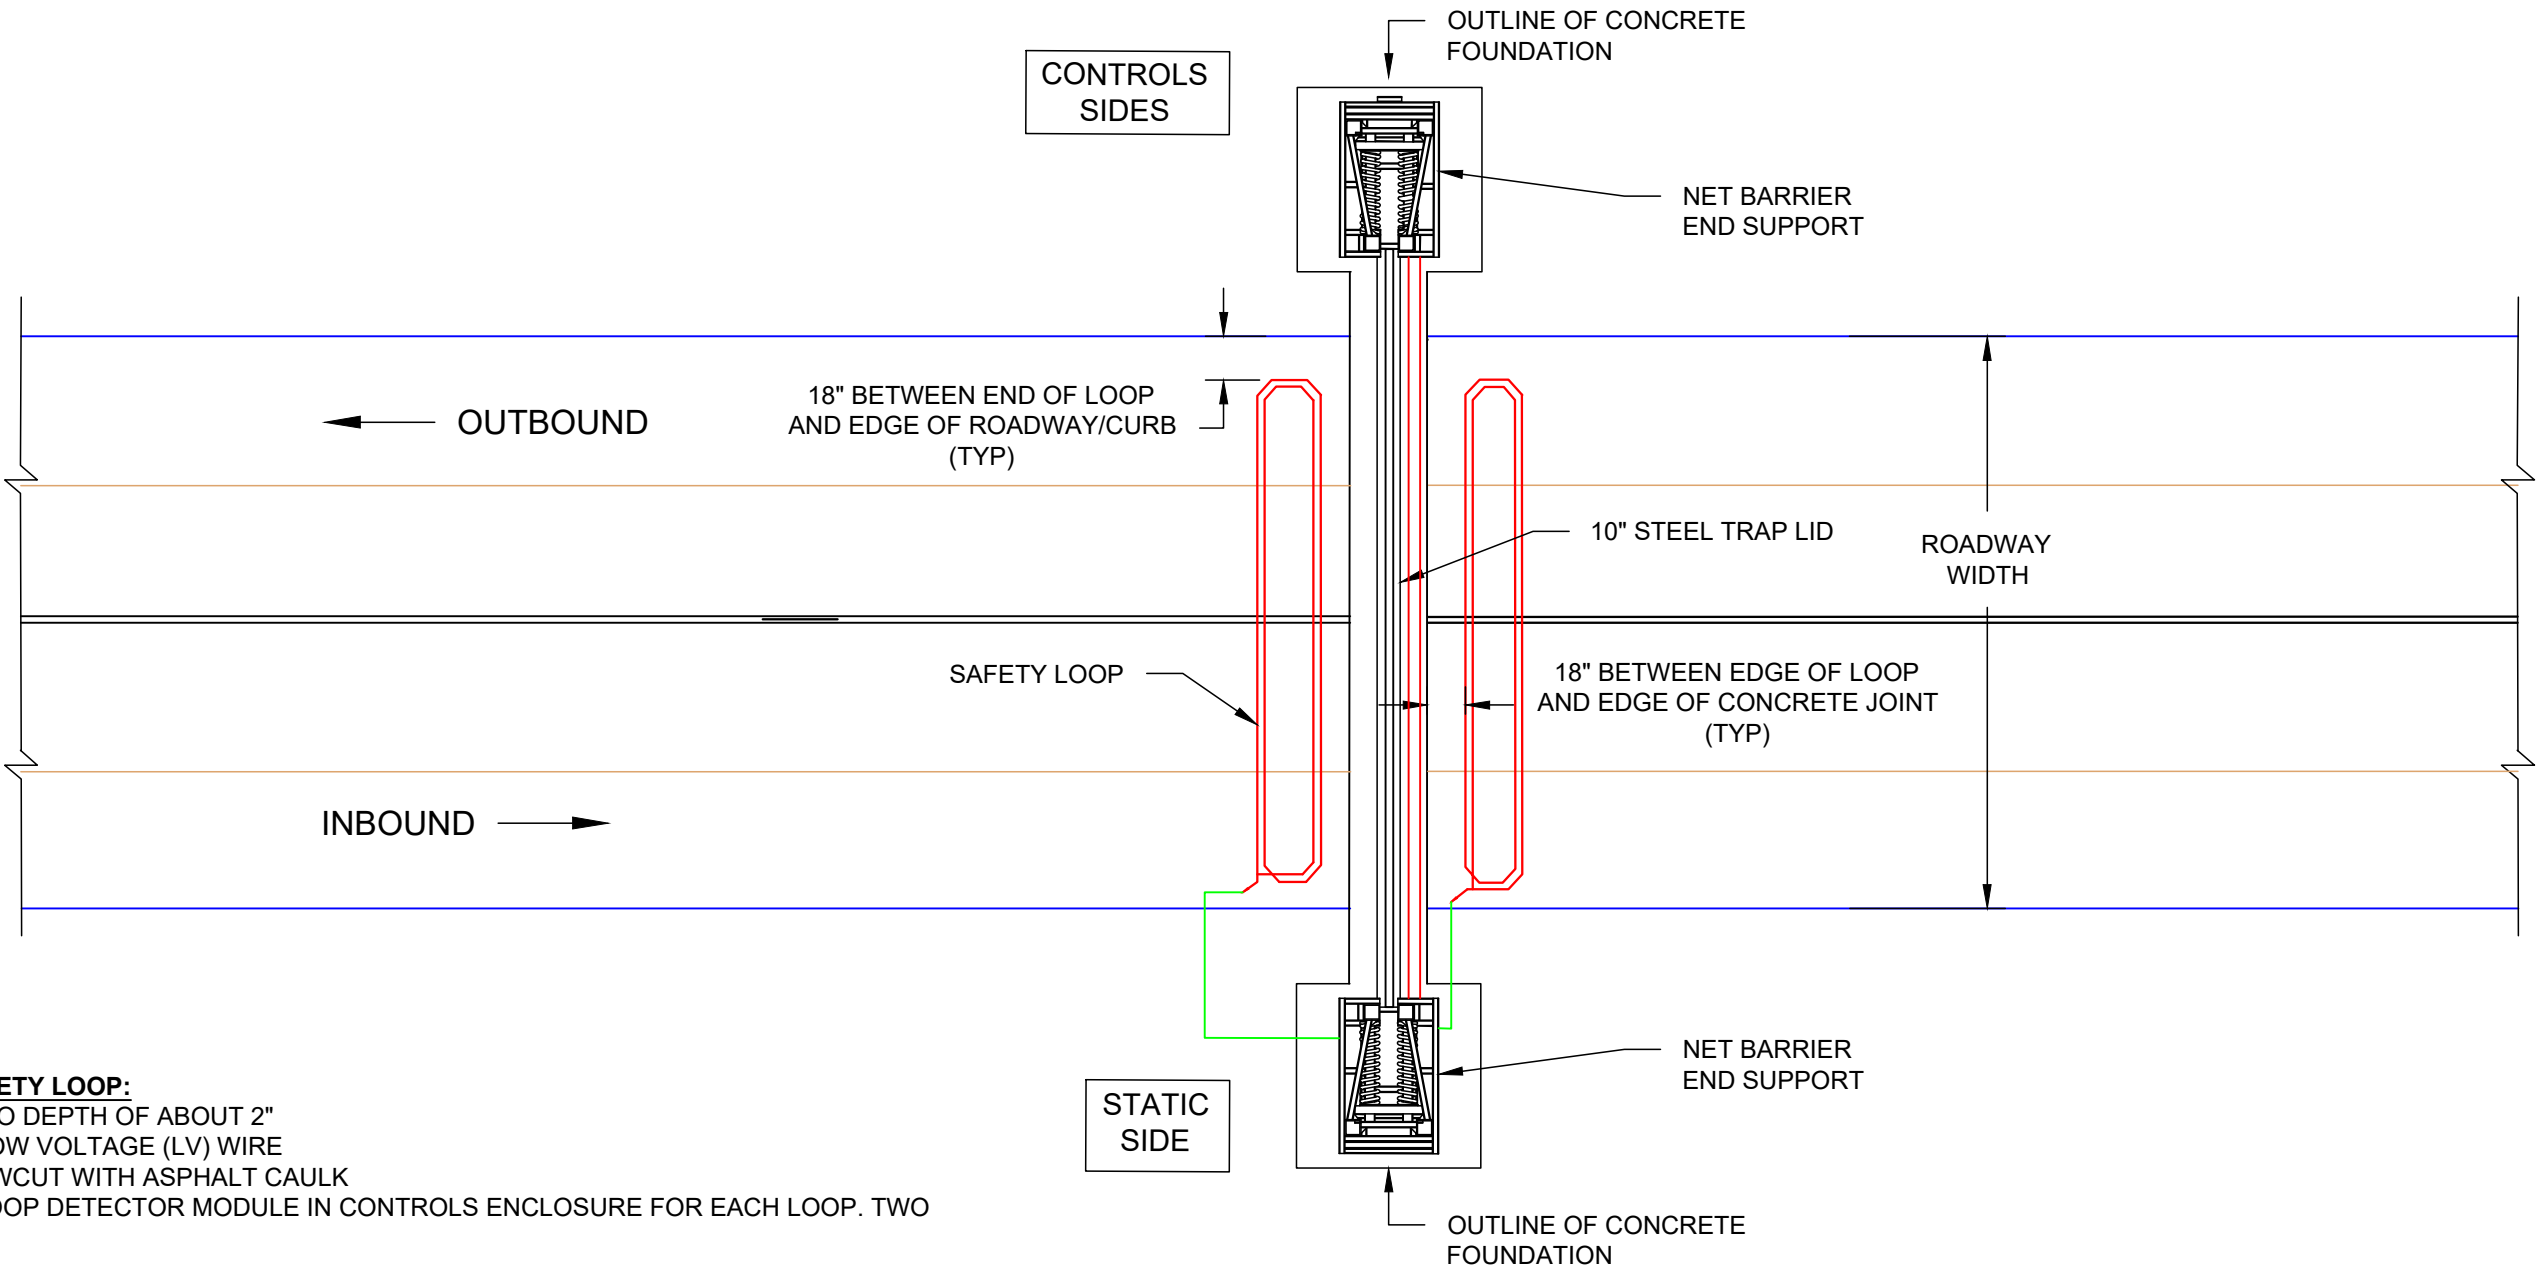 OUTLINE OF CONCRETE
FOUNDATION
CONTROLS
SIDES
NET BARRIER
END SUPPORT
18" BETWEEN END OF LOOP
AND EDGE OF ROADWAY/CURB
(TYP)
OUTBOUND
10" STEEL TRAP LID
ROADWAY
WIDTH
SAFETY LOOP
18" BETWEEN EDGE OF LOOP
AND EDGE OF CONCRETE JOINT
(TYP)
INBOUND
NET BARRIER
END SUPPORT
STATIC
SIDE
ETY LOOP:
O DEPTH OF ABOUT 2"
OW VOLTAGE (LV) WIRE
WCUT WITH ASPHALT CAULK
OOP DETECTOR MODULE IN CONTROLS ENCLOSURE FOR EACH LOOP. TWO
OUTLINE OF CONCRETE
FOUNDATION